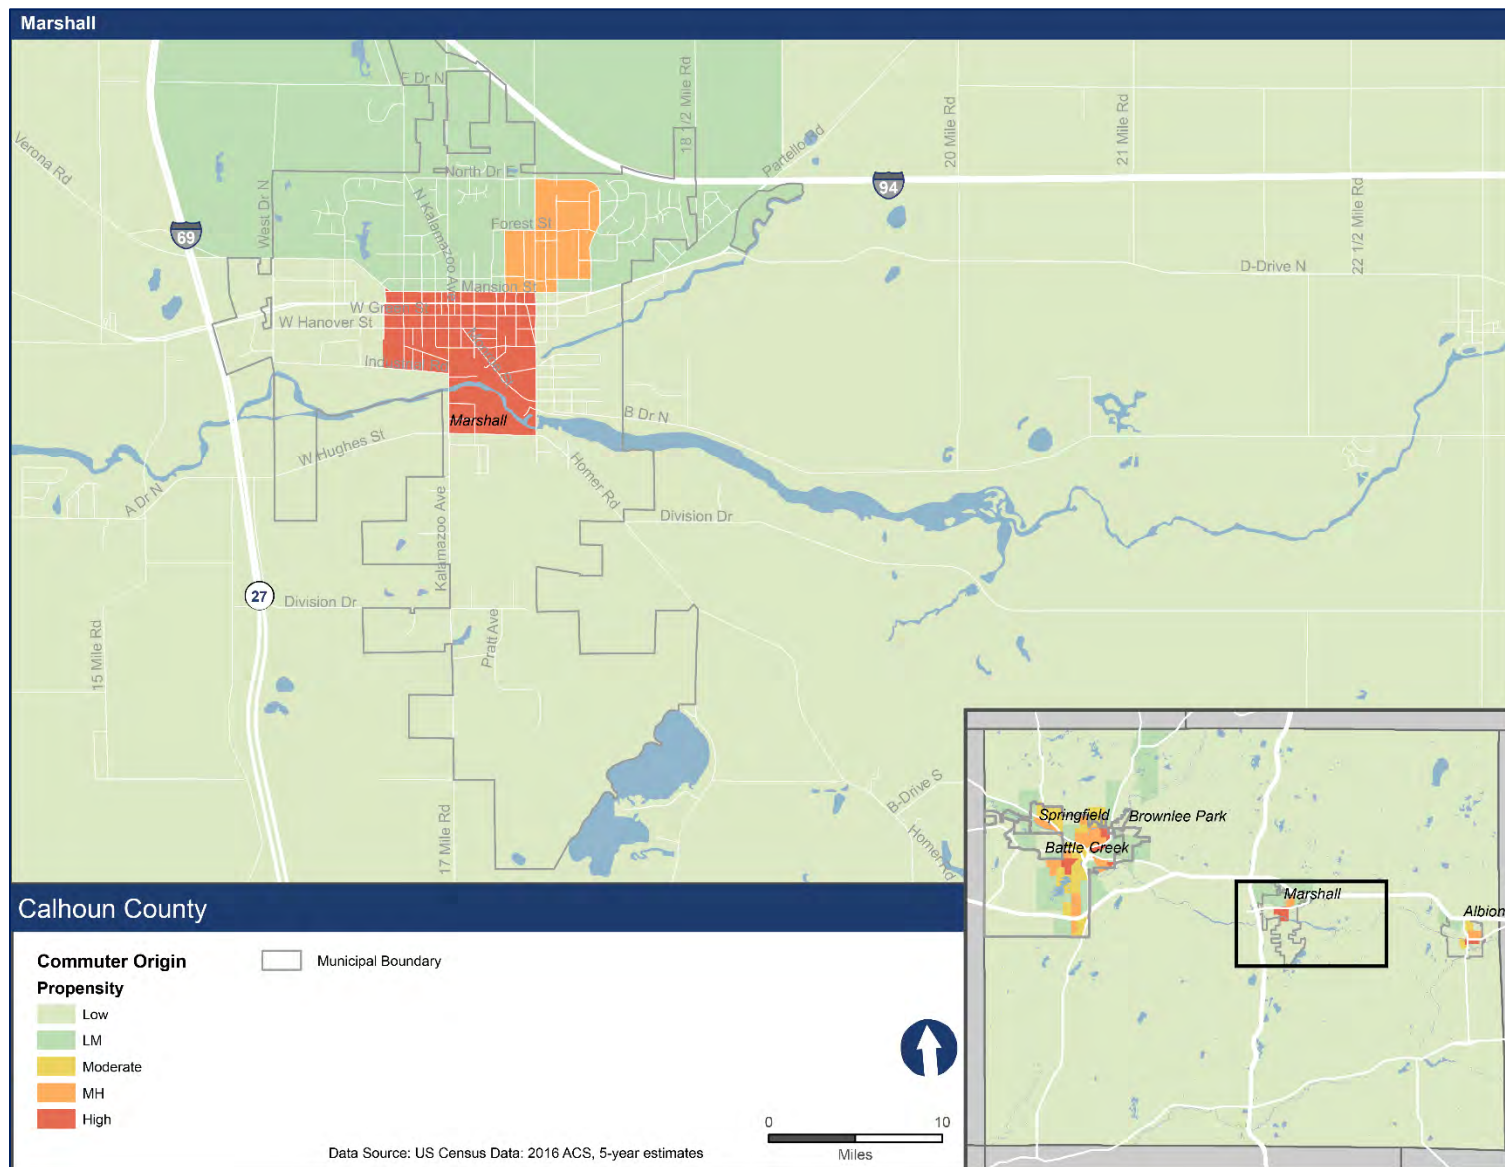 Marshall
F Dr N
18 1/2 Mile Rd
Verona Rd
Partello Rd
20 Mile Rd
21 Mile Rd
North Dr E
94
22 1/2 Mile Rd
West Dr N
N Kalamazoo Ave
Forest St
69
D-Drive N
Mansion St
W Green St
W Hanover St
Marshall
B Dr N
W Hughes St
A Dr N
Homer Rd
Kalamazoo Ave
Division Dr
27
Division Dr
15 Mile Rd
Pratt Ave
17 Mile Rd
B-Drive S
Homer Rd
Springfield
Brownlee Park
Battle Creek
Marshall
Albion
Calhoun County
Commuter Origin
Municipal Boundary
Propensity
Low
LM
Moderate
MH
High
0 10
Miles
Data Source: US Census Data: 2016 ACS, 5-year estimates